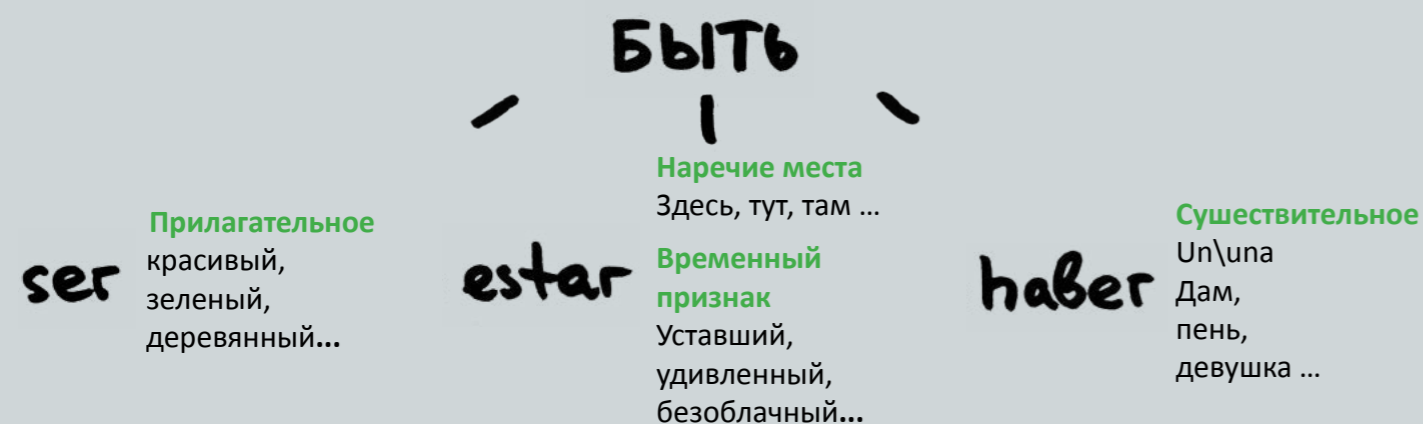 БЫТЬ
ser
Прилагательное
красивый,
зеленый,
деревянный...
estar
Наречие места
Здесь, тут, там ...
Временный
признак
Уставший,
удивленный,
безоблачный...
haber
Сушествительное
Un\una
Дам,
пень,
девушка ...